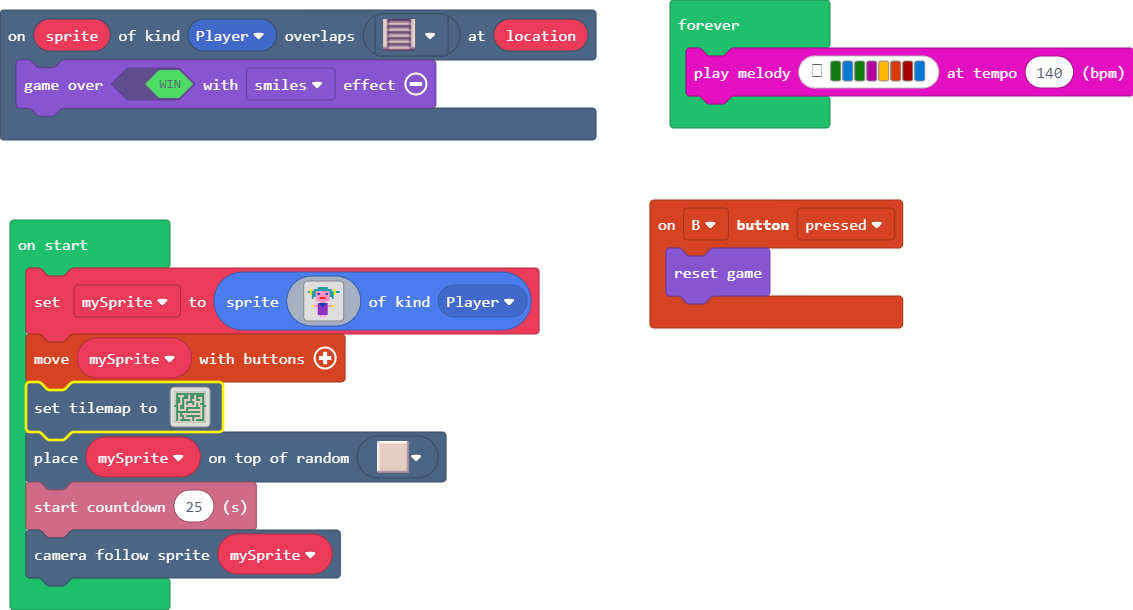 on sprite of kind Player overlaps at location
game over WIN with smiles effect
forever
play melody at tempo 140 (bpm)
on start
set mySprite to sprite of kind Player
move mySprite with buttons
set tilemap to
place mySprite on top of random
start countdown 25 (s)
camera follow sprite mySprite
on B button pressed
reset game